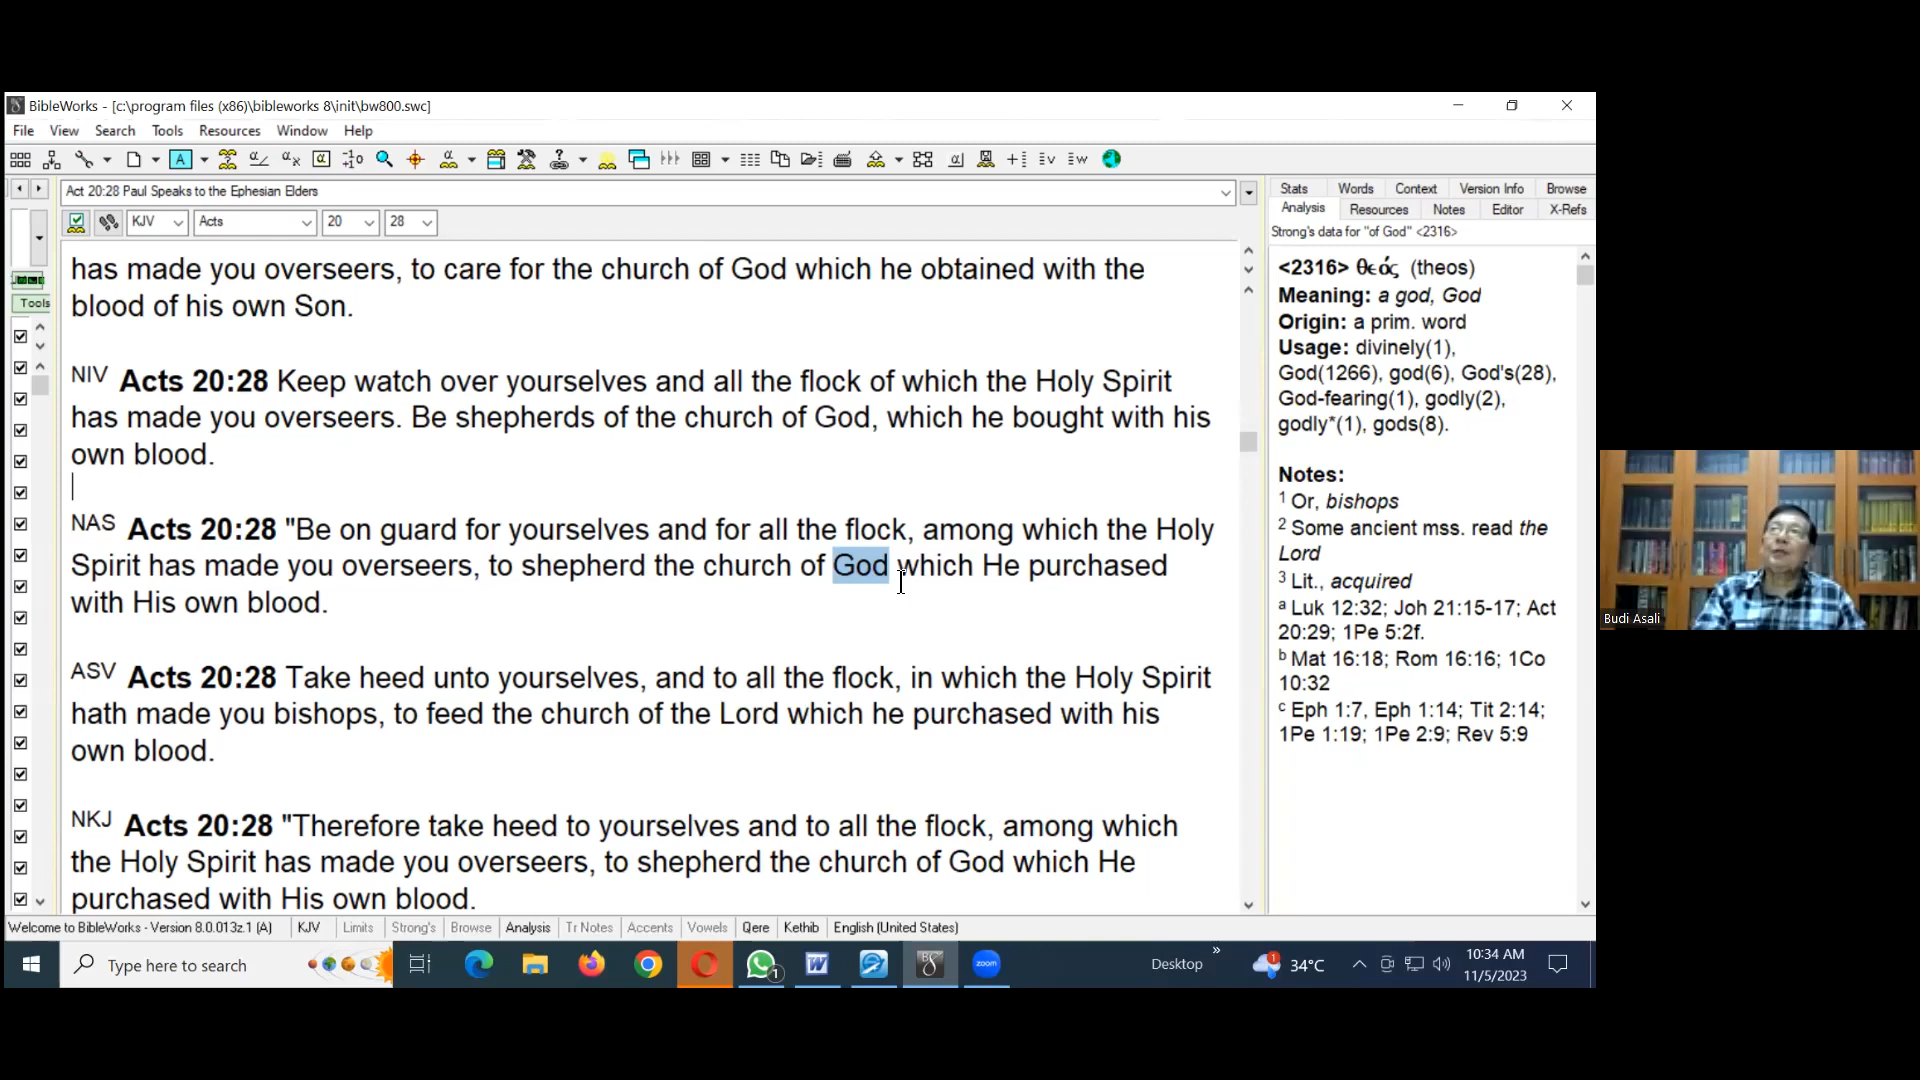 BibleWorks - [c:\program files (x86)\bibleworks 8\init\bw800.swc]
File View Search Tools Resources Window Help
Act 20:28 Paul Speaks to the Ephesian Elders
KJV Acts 20 28
Tools
has made you overseers, to care for the church of God which he obtained with the
blood of his own Son.
NIV Acts 20:28 Keep watch over yourselves and all the flock of which the Holy Spirit
has made you overseers. Be shepherds of the church of God, which he bought with his
own blood.
NAS Acts 20:28 "Be on guard for yourselves and for all the flock, among which the Holy
Spirit has made you overseers, to shepherd the church of God which He purchased
with His own blood.
ASV Acts 20:28 Take heed unto yourselves, and to all the flock, in which the Holy Spirit
hath made you bishops, to feed the church of the Lord which he purchased with his
own blood.
NKJ Acts 20:28 "Therefore take heed to yourselves and to all the flock, among which
the Holy Spirit has made you overseers, to shepherd the church of God which He
purchased with His own blood.
Stats Words Context Version Info Browse
Analysis Resources Notes Editor X-Refs
Strong's data for "of God" <2316>
<2316> θεός (theos)
Meaning: a god, God
Origin: a prim. word
Usage: divinely(1),
God(1266), god(6), God's(28),
God-fearing(1), godly(2),
godly*(1), gods(8).
Notes:
1 Or, bishops
2 Some ancient mss. read the
Lord
3 Lit., acquired
a Luk 12:32; Joh 21:15-17; Act
20:29; 1Pe 5:2f.
b Mat 16:18; Rom 16:16; 1Co
10:32
c Eph 1:7, Eph 1:14; Tit 2:14;
1Pe 1:19; 1Pe 2:9; Rev 5:9
Budi Asali
Welcome to BibleWorks - Version 8.0.013z.1 (A) KJV Limits Strong's Browse Analysis Tr Notes Accents Vowels Qere Kethib English (United States)
Type here to search
1
zoom
Desktop
»
1
34°C
10:34 AM
11/5/2023